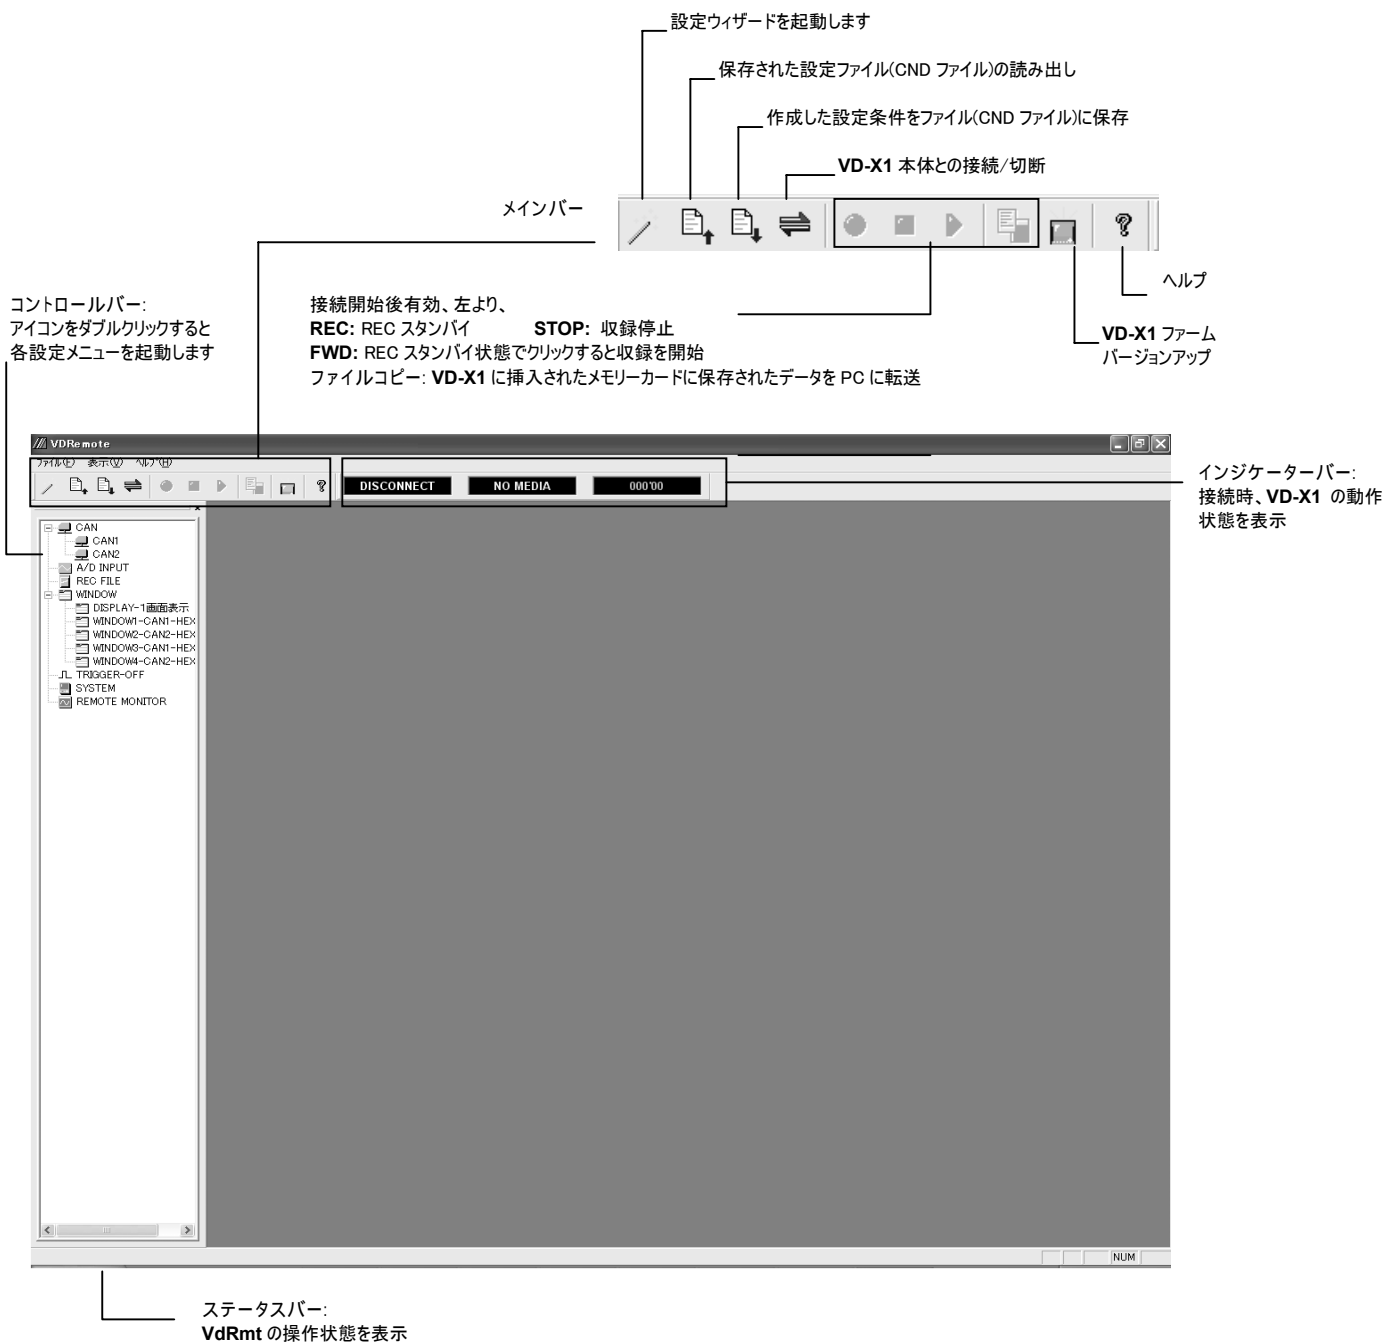 設定ウィザードを起動します
保存された設定ファイル(CND ファイル)の読み出し
作成した設定条件をファイル(CND ファイル)に保存
VD-X1 本体との接続/切断
メインバー
ヘルプ
コントロールバー:
アイコンをダブルクリックすると
各設定メニューを起動します
接続開始後有効、左より、
REC: REC スタンバイ STOP: 収録停止
FWD: REC スタンバイ状態でクリックすると収録を開始
ファイルコピー: VD-X1 に挿入されたメモリーカードに保存されたデータを PC に転送
VD-X1 ファーム
バージョンアップ
VDRemote
ファイル(F) 表示(V) ヘルプ(H)
DISCONNECT NO MEDIA 000'00
インジケーターバー:
接続時、VD-X1 の動作
状態を表示
CAN
CAN1
CAN2
A/D INPUT
REC FILE
WINDOW
DISPLAY-1画面表示
WINDOW1-CAN1-HEX
WINDOW2-CAN2-HEX
WINDOW3-CAN1-HEX
WINDOW4-CAN2-HEX
TRIGGER-OFF
SYSTEM
REMOTE MONITOR
NUM
ステータスバー:
VdRmt の操作状態を表示